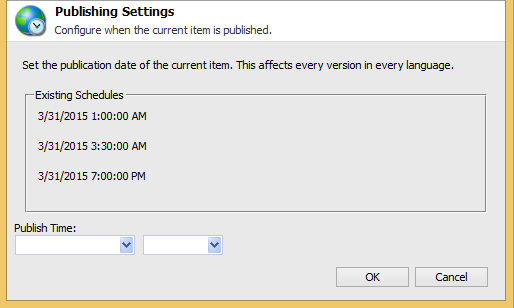 Publishing Settings
Configure when the current item is published.
Set the publication date of the current item. This affects every version in every language.
Existing Schedules
3/31/2015 1:00:00 AM
3/31/2015 3:30:00 AM
3/31/2015 7:00:00 PM
Publish Time:
OK Cancel